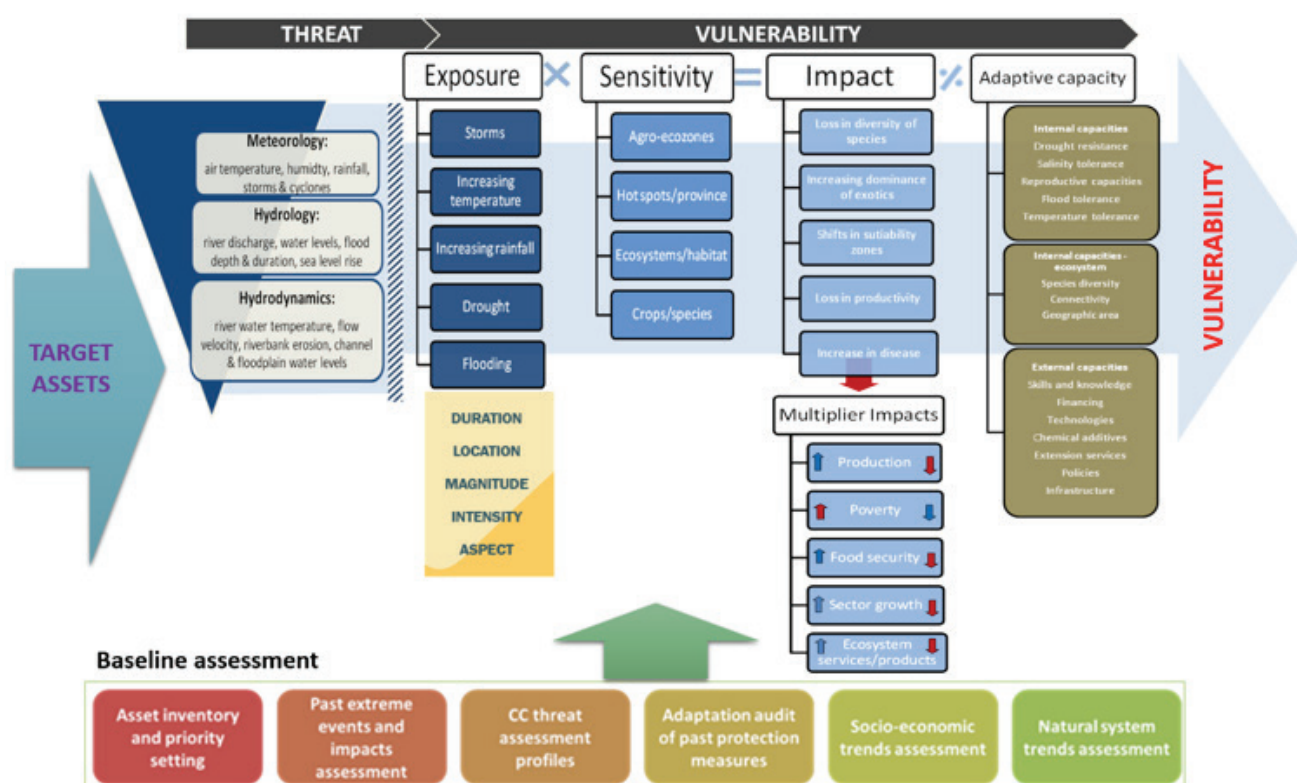 THREAT
VULNERABILITY
Exposure
×
Sensitivity
=
Impact
%
Adaptive capacity
TARGET
ASSETS
Meteorology:
air temperature, humidty, rainfall,
storms & cyclones
Hydrology:
river discharge, water levels, flood
depth & duration, sea level rise
Hydrodynamics:
river water temperature, flow
velocity, riverbank erosion, channel
& floodplain water levels
Storms
Increasing
temperature
Increasing rainfall
Drought
Flooding
DURATION
LOCATION
MAGNITUDE
INTENSITY
ASPECT
Agro-ecozones
Hot spots/province
Ecosystems/habitat
Crops/species
Loss in diversity of
species
Increasing dominance
of exotics
Shifts in sutiability
zones
Loss in productivity
Increase in disease
Multiplier Impacts
Production
Poverty
Food security
Sector growth
Ecosystem
services/products
Internal capacities
Drought resistance
Salinity tolerance
Reproductive capacities
Flood tolerance
Temperature tolerance
Internal capacities -
ecosystem
Species diversity
Connectivity
Geographic area
External capacities
Skills and knowledge
Financing
Technologies
Chemical additives
Extension services
Policies
Infrastructure
VULNERABILITY
Baseline assessment
Asset inventory
and priority
setting
Past extreme
events and
impacts
assessment
CC threat
assessment
profiles
Adaptation audit
of past protection
measures
Socio-economic
trends assessment
Natural system
trends assessment